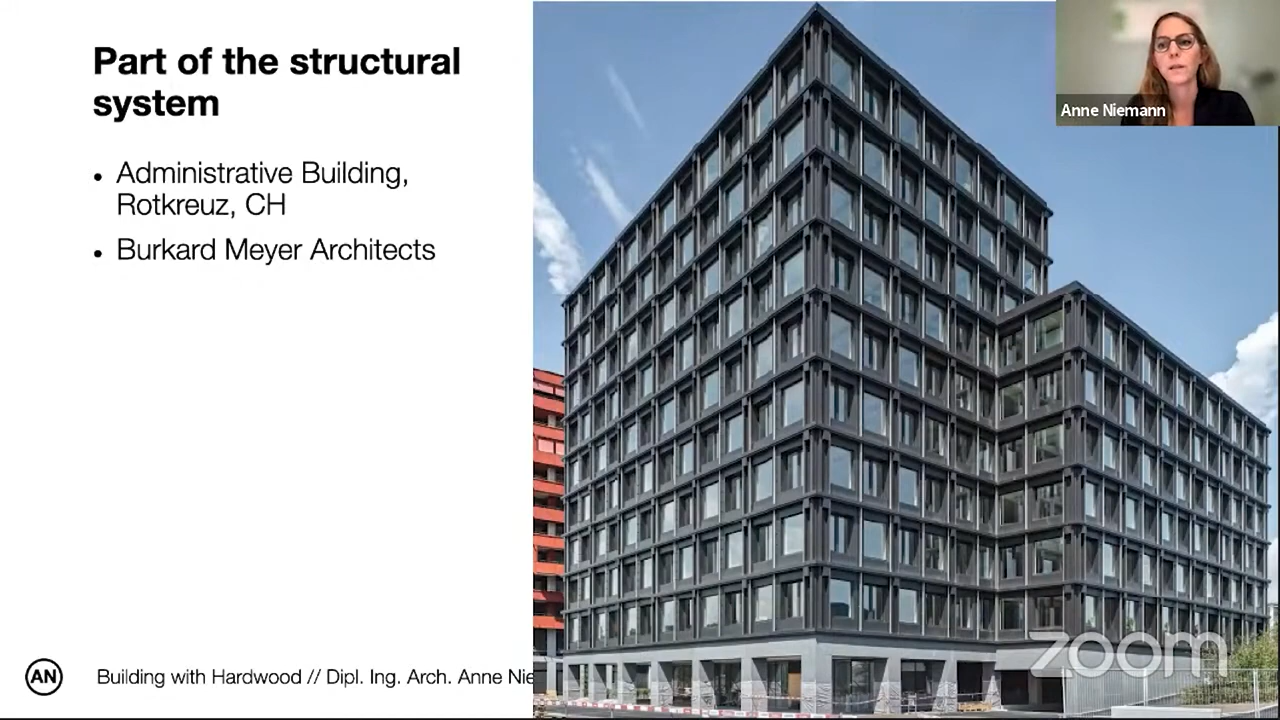 Part of the structural
system
• Administrative Building,
Rotkreuz, CH
• Burkard Meyer Architects
Anne Niemann
zoom
AN
Building with Hardwood // Dipl. Ing. Arch. Anne Nie